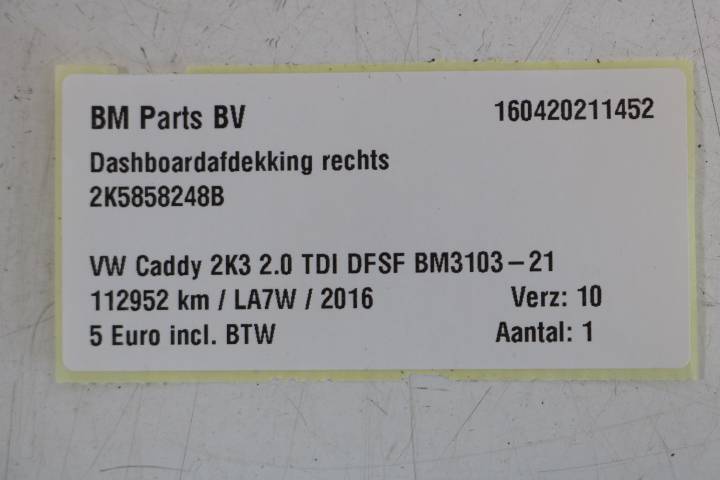 BM Parts BV 160420211452
Dashboardafdekking rechts
2K5858248B
VW Caddy 2K3 2.0 TDI DFSF BM3103-21
112952 km / LA7W / 2016 Verz: 10
5 Euro incl. BTW Aantal: 1